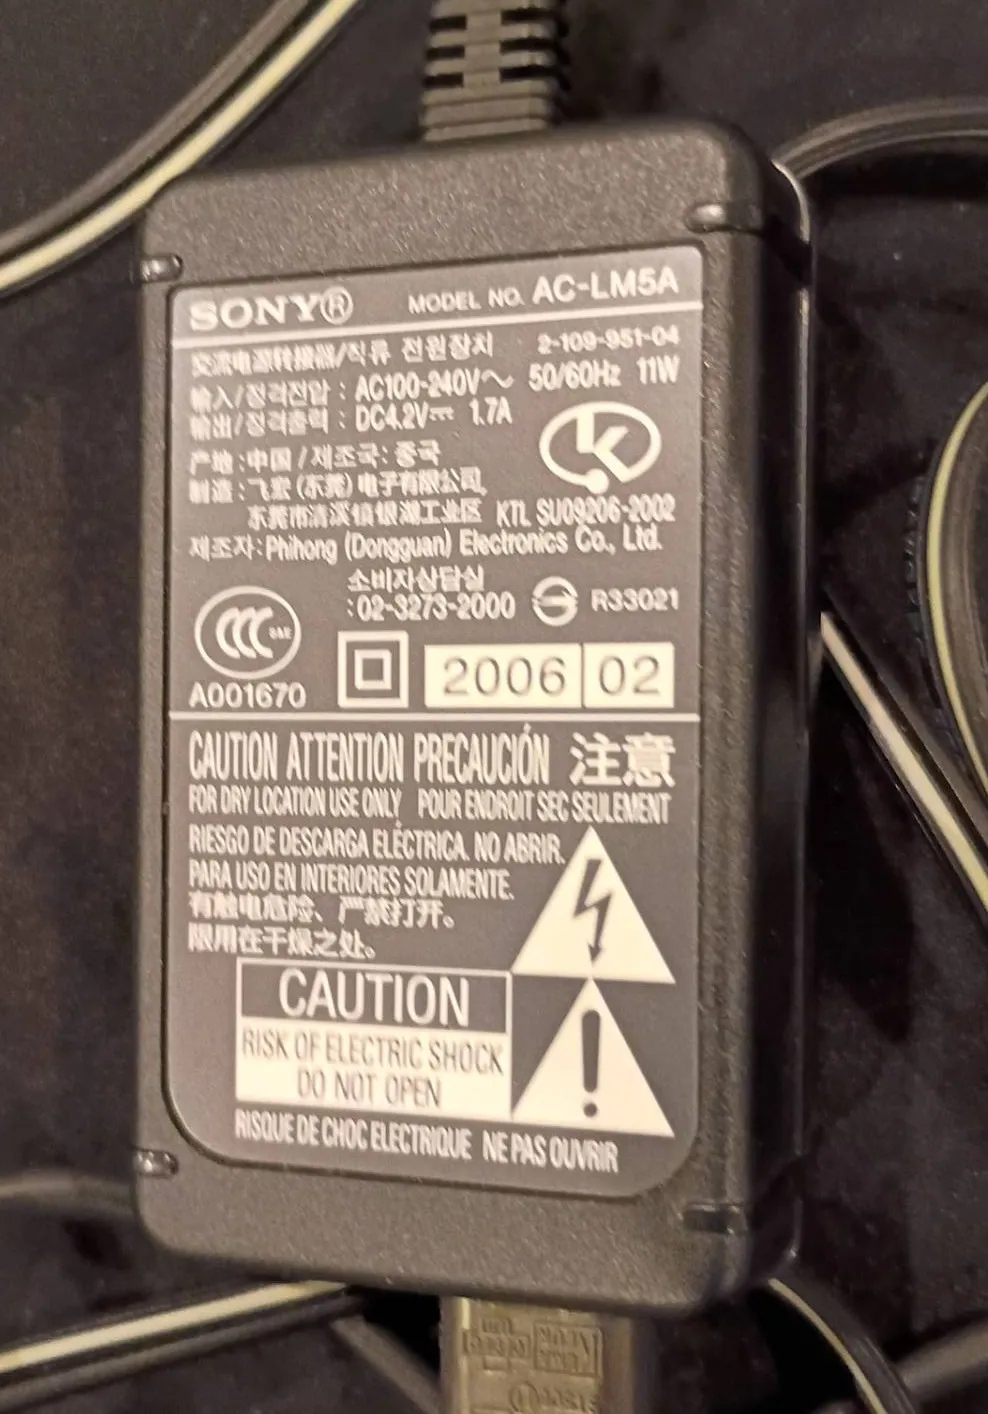 SONY® MODEL NO. AC-LM5A
交流电源转接器/직류 전원장치 2-109-951-04
输入/정격전압 : AC100-240V～ 50/60Hz 11W
输出/정격출력 : DC4.2V⎓ 1.7A
产地:中国/제조국:중국
制造:飞宏(东莞)电子有限公司,
东莞市清溪镇银湖工业区 KTL SU09206-2002
제조자:Phihong (Dongguan) Electronics Co., Ltd.
소비자상담실
:02-3273-2000 R33021
CCC S&E
A001670 2006 02
CAUTION ATTENTION PRECAUCIÓN 注意
FOR DRY LOCATION USE ONLY POUR ENDROIT SEC SEULEMENT
RIESGO DE DESCARGA ELÉCTRICA. NO ABRIR.
PARA USO EN INTERIORES SOLAMENTE.
有触电危险、严禁打开。
限用在干燥之处。
CAUTION
RISK OF ELECTRIC SHOCK
DO NOT OPEN
RISQUE DE CHOC ELECTRIQUE NE PAS OUVRIR